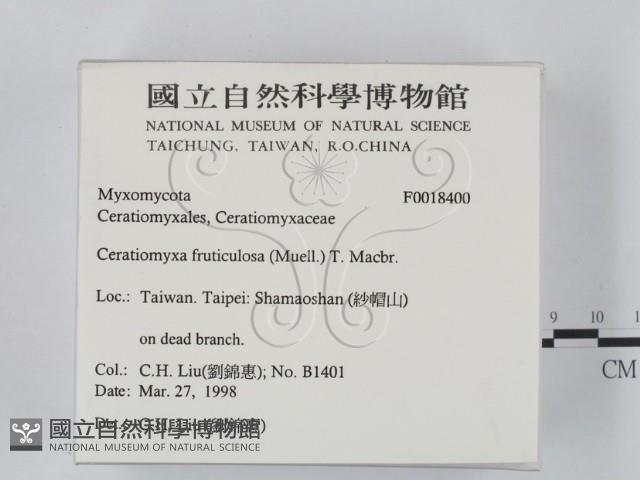 國立自然科學博物館
NATIONAL MUSEUM OF NATURAL SCIENCE
TAICHUNG, TAIWAN, R.O.CHINA
Myxomycota F0018400
Ceratiomyxales, Ceratiomyxaceae
Ceratiomyxa fruticulosa (Muell.) T. Macbr.
Loc.: Taiwan. Taipei: Shamaoshan (紗帽山)
on dead branch.
Col.: C.H. Liu(劉錦惠); No. B1401
Date: Mar. 27, 1998
國立自然科學博物館
NATIONAL MUSEUM OF NATURAL SCIENCE
9 10
CM